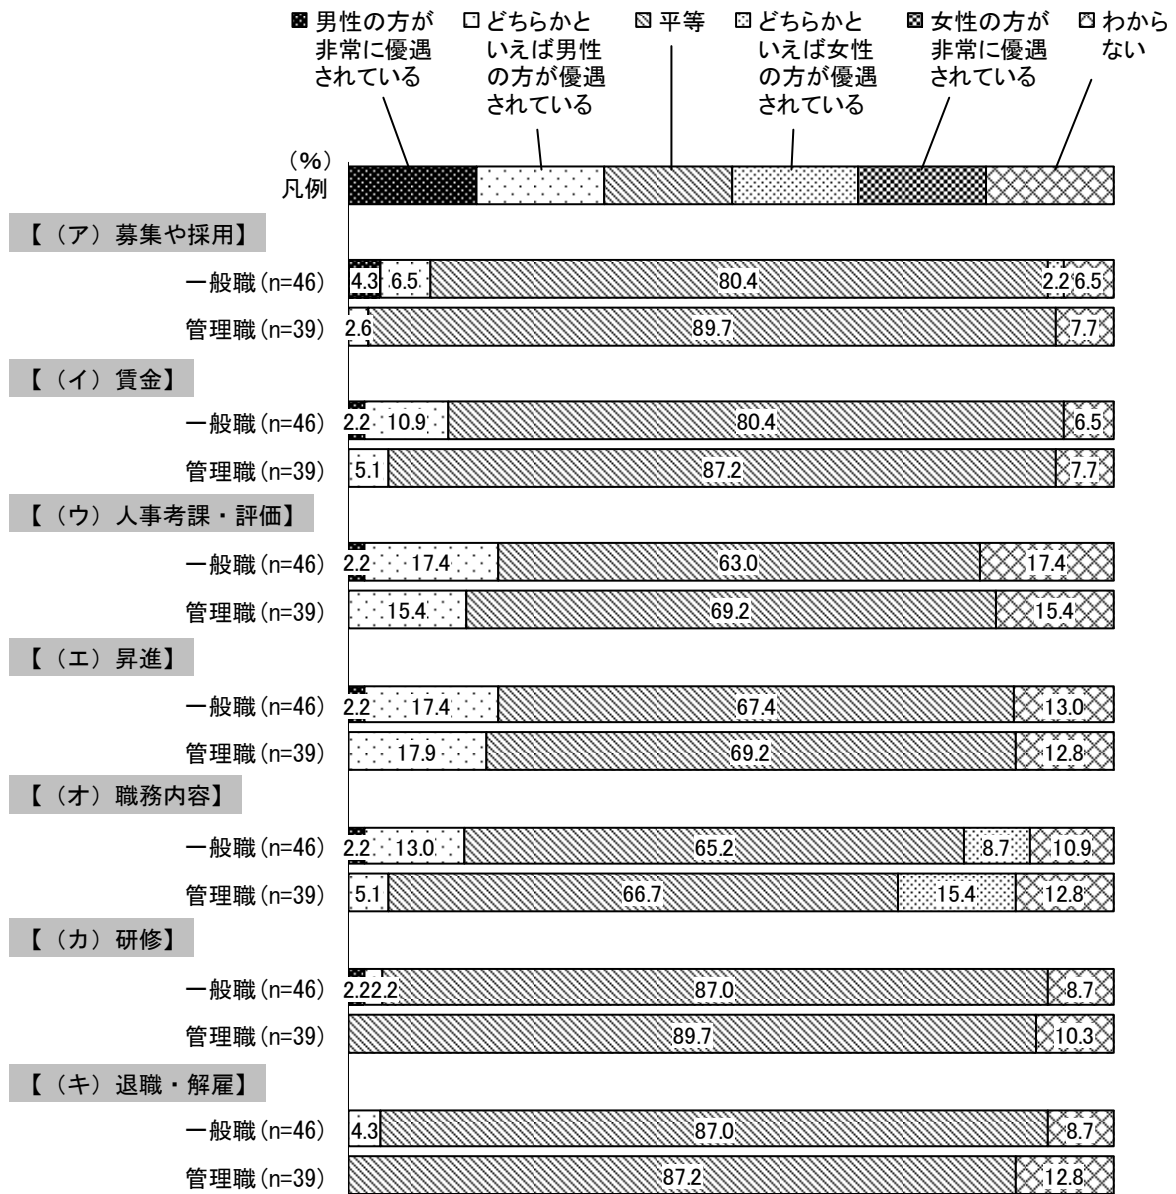 男性の方が
非常に優遇
されている
どちらかと
いえば男性
の方が優遇
されている
平等
どちらかと
いえば女性
の方が優遇
されている
女性の方が
非常に優遇
されている
わから
ない
(%)
凡例
【(ア)募集や採用】
一般職(n=46) 4.3 6.5 80.4 2.2 6.5
管理職(n=39) 2.6 89.7 7.7
【(イ)賃金】
一般職(n=46) 2.2 10.9 80.4 6.5
管理職(n=39) 5.1 87.2 7.7
【(ウ)人事考課・評価】
一般職(n=46) 2.2 17.4 63.0 17.4
管理職(n=39) 15.4 69.2 15.4
【(エ)昇進】
一般職(n=46) 2.2 17.4 67.4 13.0
管理職(n=39) 17.9 69.2 12.8
【(オ)職務内容】
一般職(n=46) 2.2 13.0 65.2 8.7 10.9
管理職(n=39) 5.1 66.7 15.4 12.8
【(カ)研修】
一般職(n=46) 2.2 2.2 87.0 8.7
管理職(n=39) 89.7 10.3
【(キ)退職・解雇】
一般職(n=46) 4.3 87.0 8.7
管理職(n=39) 87.2 12.8